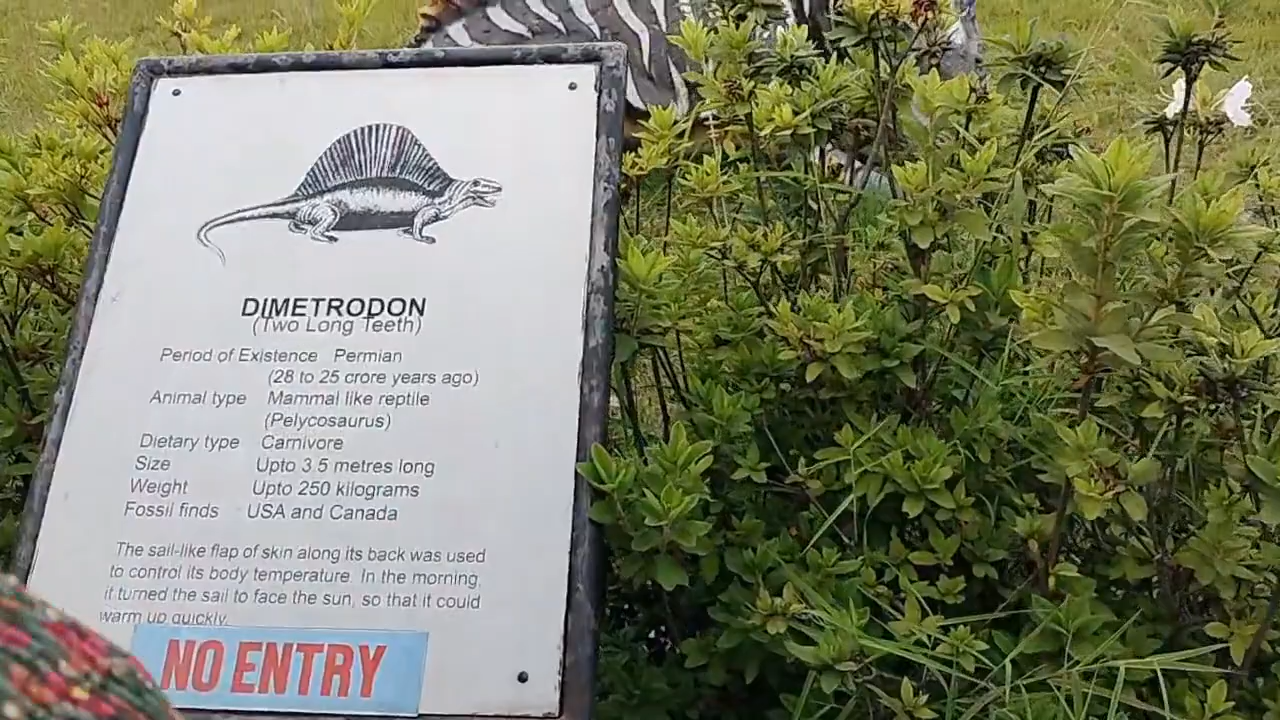 DIMETRODON
(Two Long Teeth)
Period of Existence Permian
(28 to 25 crore years ago)
Animal type Mammal like reptile
(Pelycosaurus)
Dietary type Carnivore
Size Upto 3.5 metres long
Weight Upto 250 kilograms
Fossil finds USA and Canada
The sail-like flap of skin along its back was used
to control its body temperature. In the morning,
it turned the sail to face the sun, so that it could
warm up quickly.
NO ENTRY